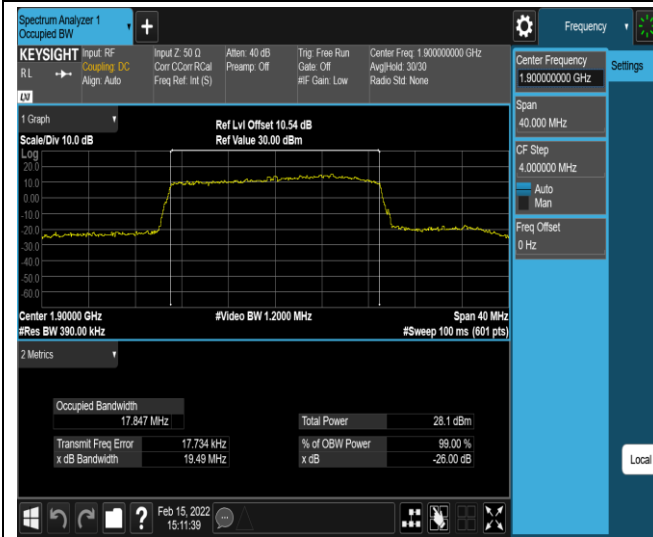 Spectrum Analyzer 1
Occupied BW
+
Frequency
KEYSIGHT
RL
LXI
Input: RF
Coupling: DC
Align: Auto
Input Z: 50 Ω
Corr CCorr RCal
Freq Ref: Int (S)
Atten: 40 dB
Preamp: Off
Trig: Free Run
Gate: Off
#IF Gain: Low
Center Freq: 1.900000000 GHz
Avg|Hold: 30/30
Radio Std: None
Center Frequency
1.900000000 GHz
Settings
Span
40.000 MHz
CF Step
4.000000 MHz
Auto
Man
Freq Offset
0 Hz
1 Graph
Scale/Div 10.0 dB
Ref Lvl Offset 10.54 dB
Ref Value 30.00 dBm
Log
20.0
10.0
0.00
-10.0
-20.0
-30.0
-40.0
-50.0
-60.0
Center 1.90000 GHz
#Res BW 390.00 kHz
#Video BW 1.2000 MHz
Span 40 MHz
#Sweep 100 ms (601 pts)
2 Metrics
Occupied Bandwidth
17.847 MHz
Total Power 28.1 dBm
Transmit Freq Error 17.734 kHz
% of OBW Power 99.00 %
x dB Bandwidth 19.49 MHz
x dB -26.00 dB
Local
?
Feb 15, 2022
15:11:39